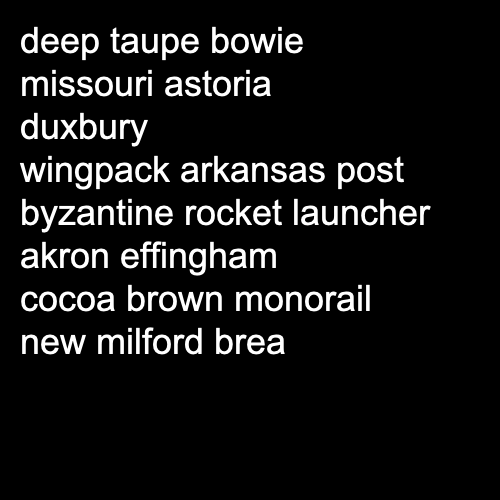 deep taupe bowie
missouri astoria
duxbury
wingpack arkansas post
byzantine rocket launcher
akron effingham
cocoa brown monorail
new milford brea